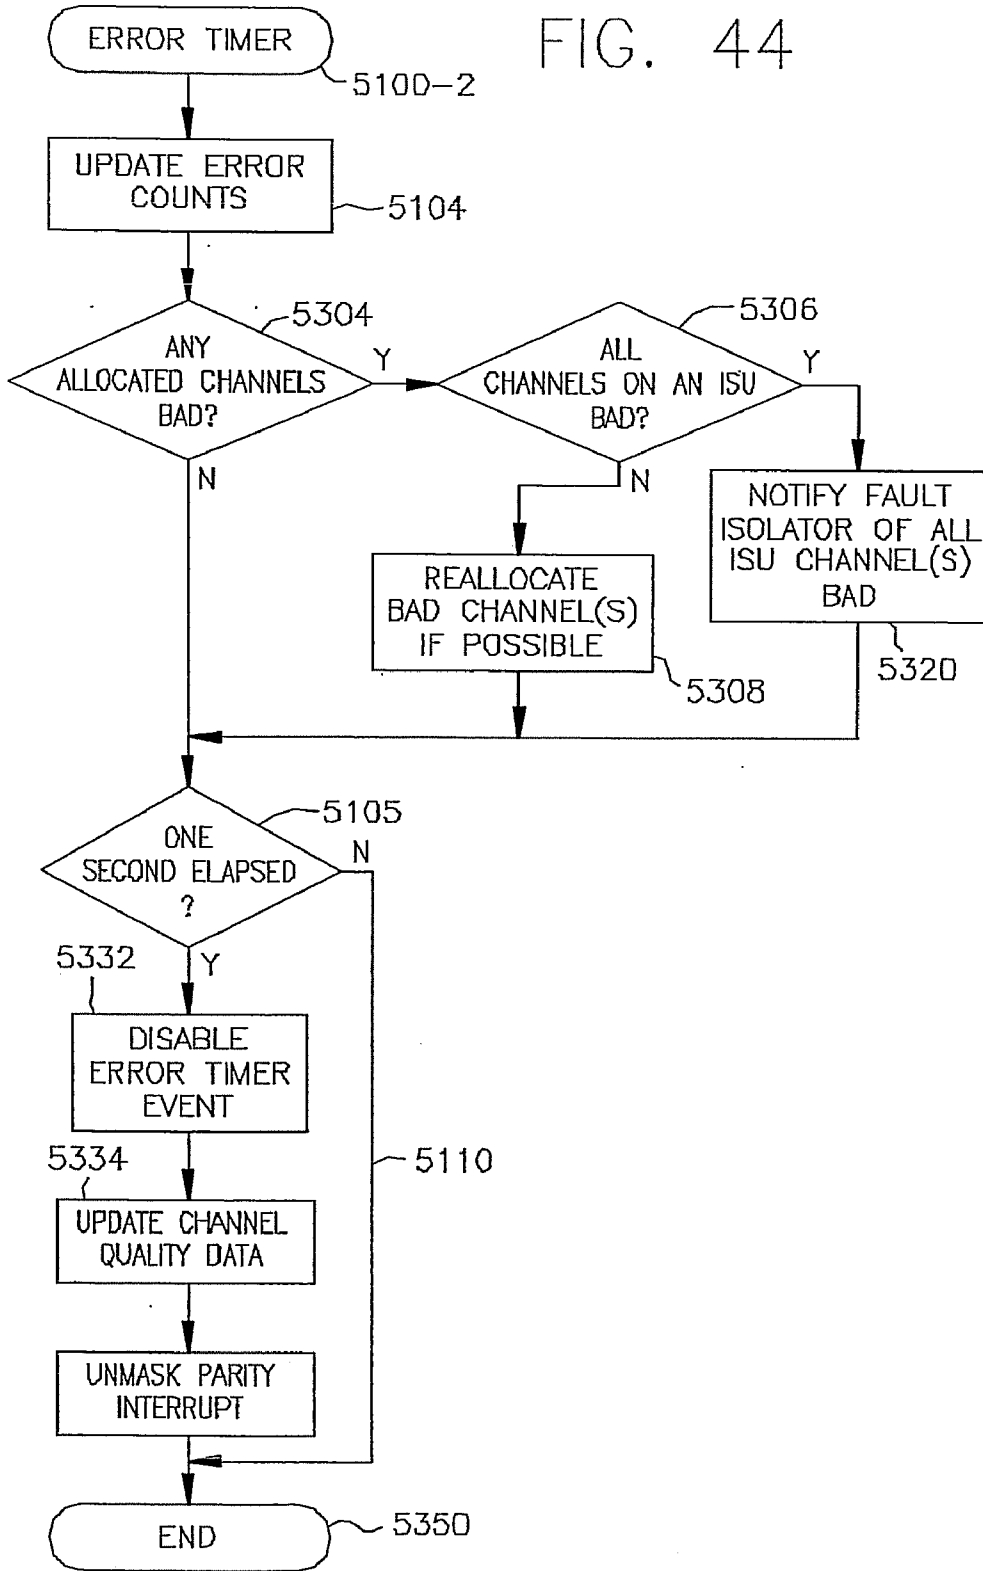 FIG. 44
ERROR TIMER
5100-2
UPDATE ERROR
COUNTS
5104
5304
ANY
ALLOCATED CHANNELS
BAD?
Y
N
5306
ALL
CHANNELS ON AN ISU
BAD?
Y
N
NOTIFY FAULT
ISOLATOR OF ALL
ISU CHANNEL(S)
BAD
5320
REALLOCATE
BAD CHANNEL(S)
IF POSSIBLE
5308
5105
ONE
SECOND ELAPSED
?
N
Y
5332
DISABLE
ERROR TIMER
EVENT
5110
5334
UPDATE CHANNEL
QUALITY DATA
UNMASK PARITY
INTERRUPT
END
5350